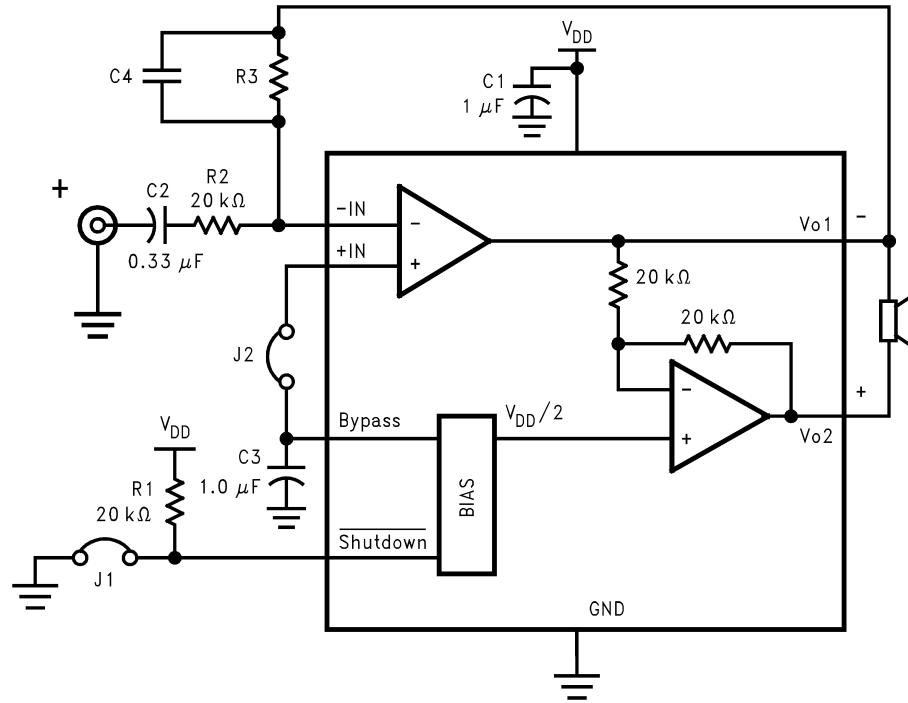 V_DD
C4
R3
C1
1 μF
+
C2
R2
20 kΩ
0.33 μF
-IN
+IN
-
+
Vo1
-
20 kΩ
20 kΩ
J2
-
+
+
Vo2
Bypass
V_DD/2
V_DD
C3
1.0 μF
R1
20 kΩ
BIAS
Shutdown
J1
GND